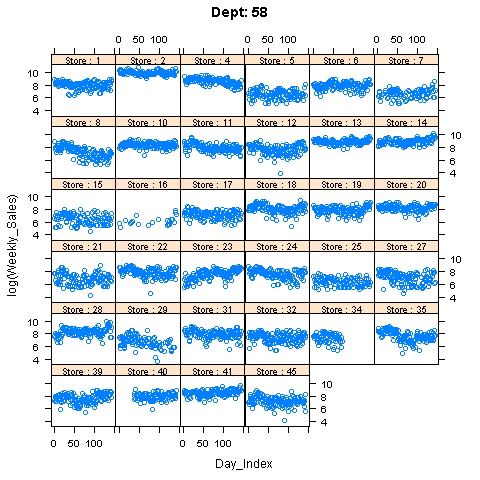 Dept: 58
0 50 100 0 50 100 0 50 100
Store : 1 Store : 2 Store : 4 Store : 5 Store : 6 Store : 7
10
8
6
4
Store : 8 Store : 10 Store : 11 Store : 12 Store : 13 Store : 14
10
8
6
4
Store : 15 Store : 16 Store : 17 Store : 18 Store : 19 Store : 20
10
8
6
4
Store : 21 Store : 22 Store : 23 Store : 24 Store : 25 Store : 27
10
8
6
4
Store : 28 Store : 29 Store : 31 Store : 32 Store : 34 Store : 35
10
8
6
4
Store : 39 Store : 40 Store : 41 Store : 45
10
8
6
4
0 50 100 0 50 100
log(Weekly_Sales)
Day_Index